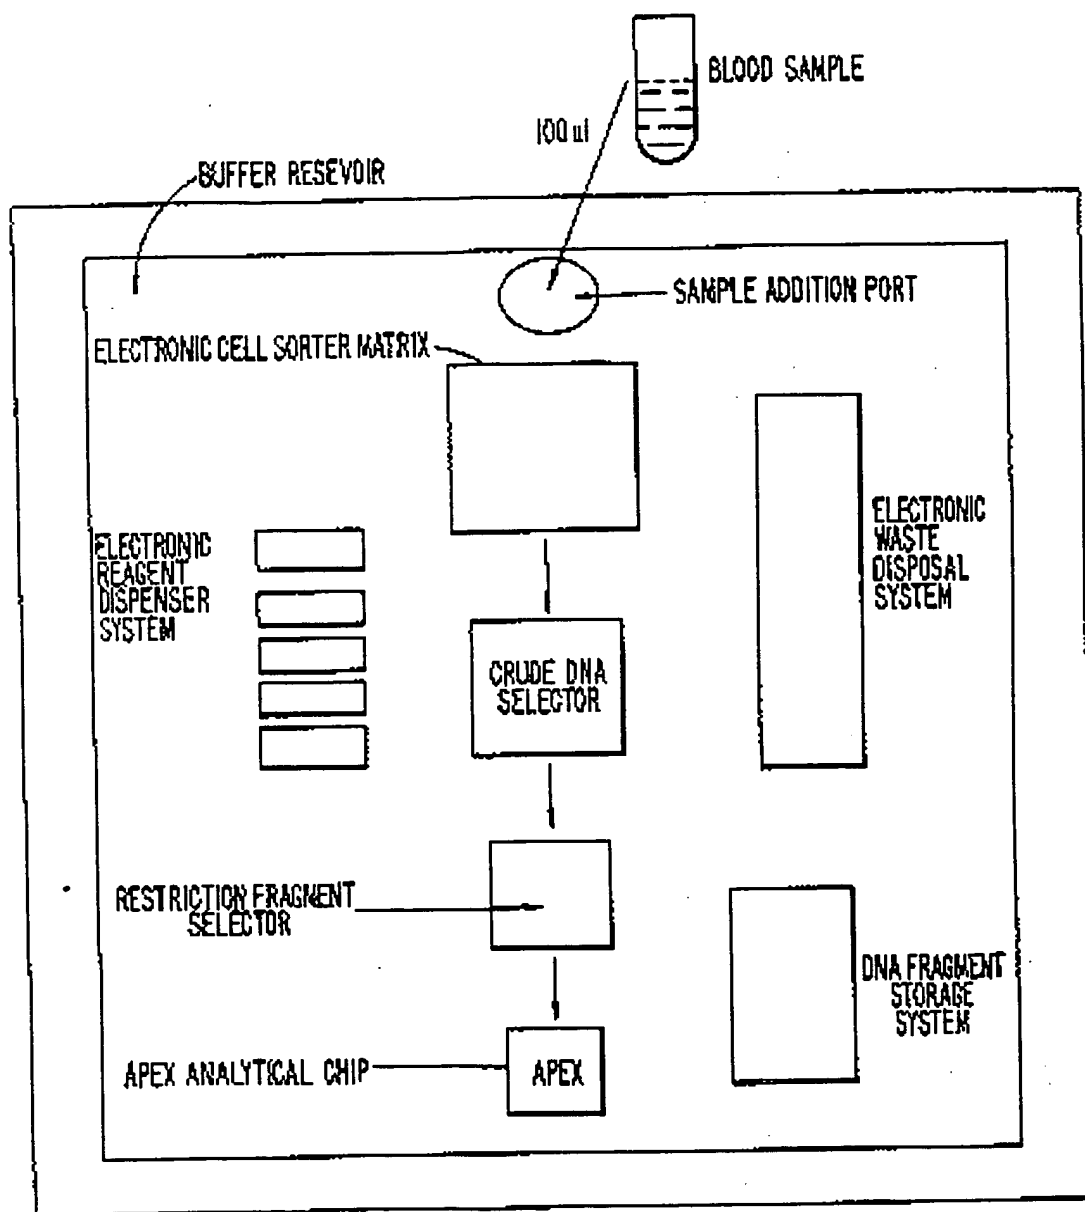 BLOOD SAMPLE
100 ul
BUFFER RESEVOIR
SAMPLE ADDITION PORT
ELECTRONIC CELL SORTER MATRIX
ELECTRONIC
REAGENT
DISPENSER
SYSTEM
ELECTRONIC
WASTE
DISPOSAL
SYSTEM
CRUDE DNA
SELECTOR
RESTRICTION FRAGMENT
SELECTOR
DNA FRAGMENT
STORAGE
SYSTEM
APEX ANALYTICAL CHIP
APEX